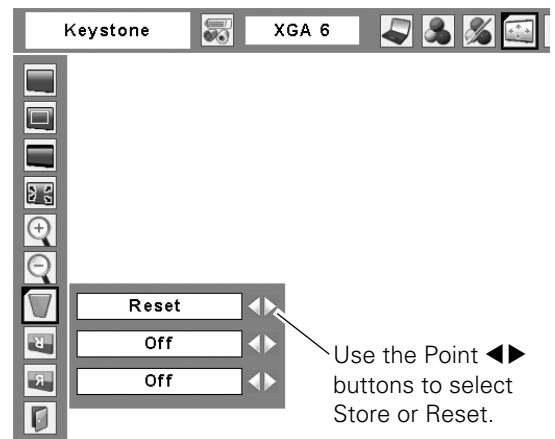 Keystone
XGA 6
Reset
Off
Off
Use the Point ◀▶
buttons to select
Store or Reset.